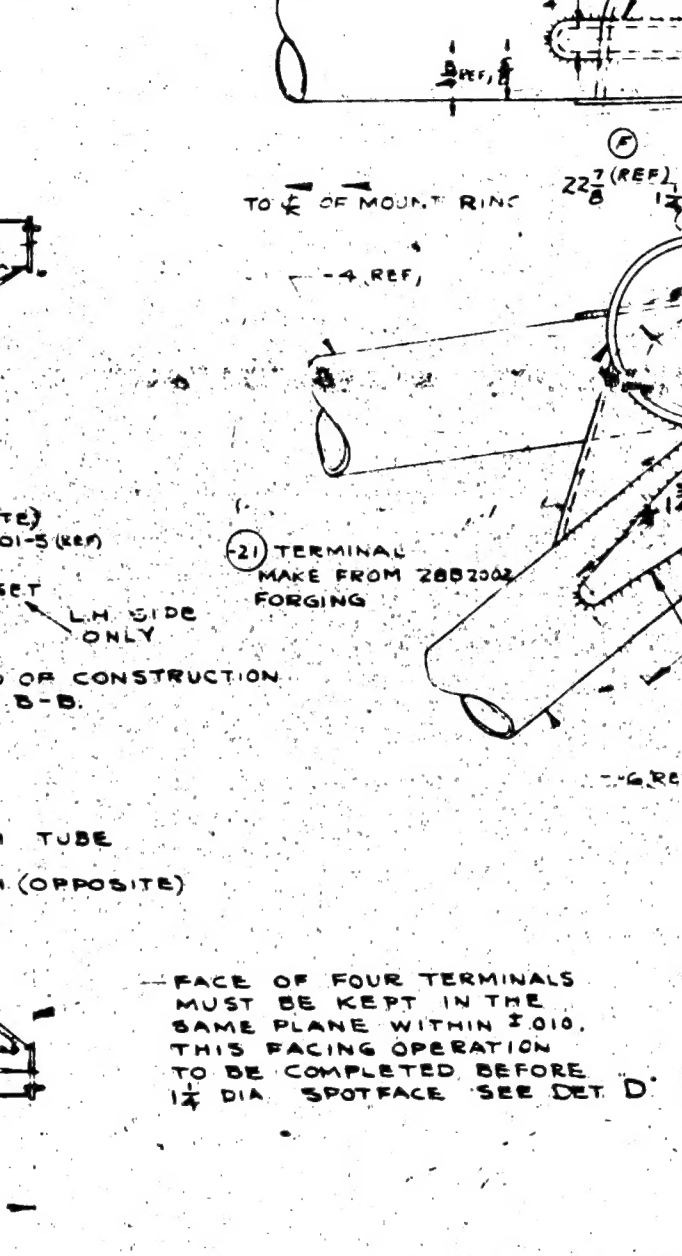 REF,
F
22 7/8 (REF)
TO ℄ OF MOUNT RING
-4 REF,
01-5 (REF)
-21 TERMINAL
MAKE FROM 28B2002
FORGING
L.H. SIDE
ONLY
OF CONSTRUCTION
B-B.
-6 RE
TUBE
(OPPOSITE)
FACE OF FOUR TERMINALS
MUST BE KEPT IN THE
SAME PLANE WITHIN ±.010.
THIS FACING OPERATION
TO BE COMPLETED BEFORE
1 1/4 DIA SPOTFACE SEE DET. "D"